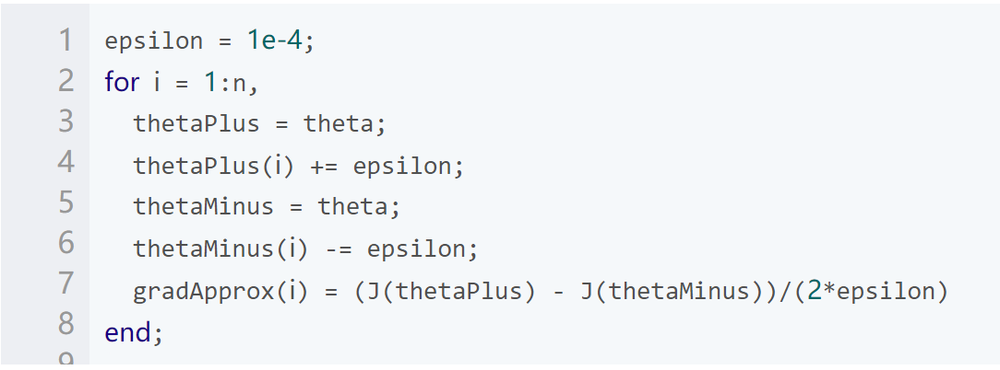 1 epsilon = 1e-4;
2 for i = 1:n,
3 thetaPlus = theta;
4 thetaPlus(i) += epsilon;
5 thetaMinus = theta;
6 thetaMinus(i) -= epsilon;
7 gradApprox(i) = (J(thetaPlus) - J(thetaMinus))/(2*epsilon)
8 end;
9